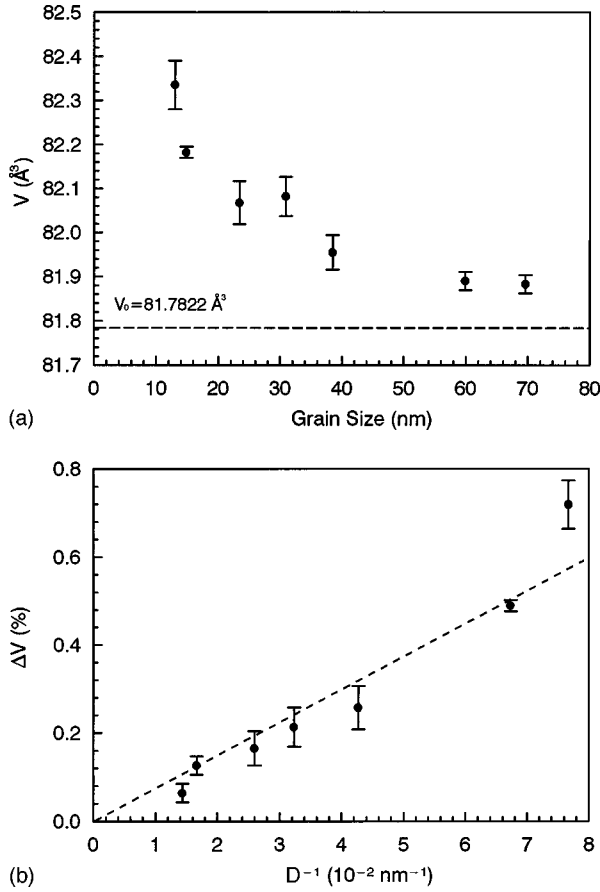 82.5
82.4
82.3
82.2
82.1
82.0
81.9
81.8
81.7
V (Å³)
V₀=81.7822 Å³
0 10 20 30 40 50 60 70 80
(a) Grain Size (nm)
0.8
0.6
0.4
0.2
0.0
ΔV (%)
0 1 2 3 4 5 6 7 8
(b) D⁻¹ (10⁻² nm⁻¹)